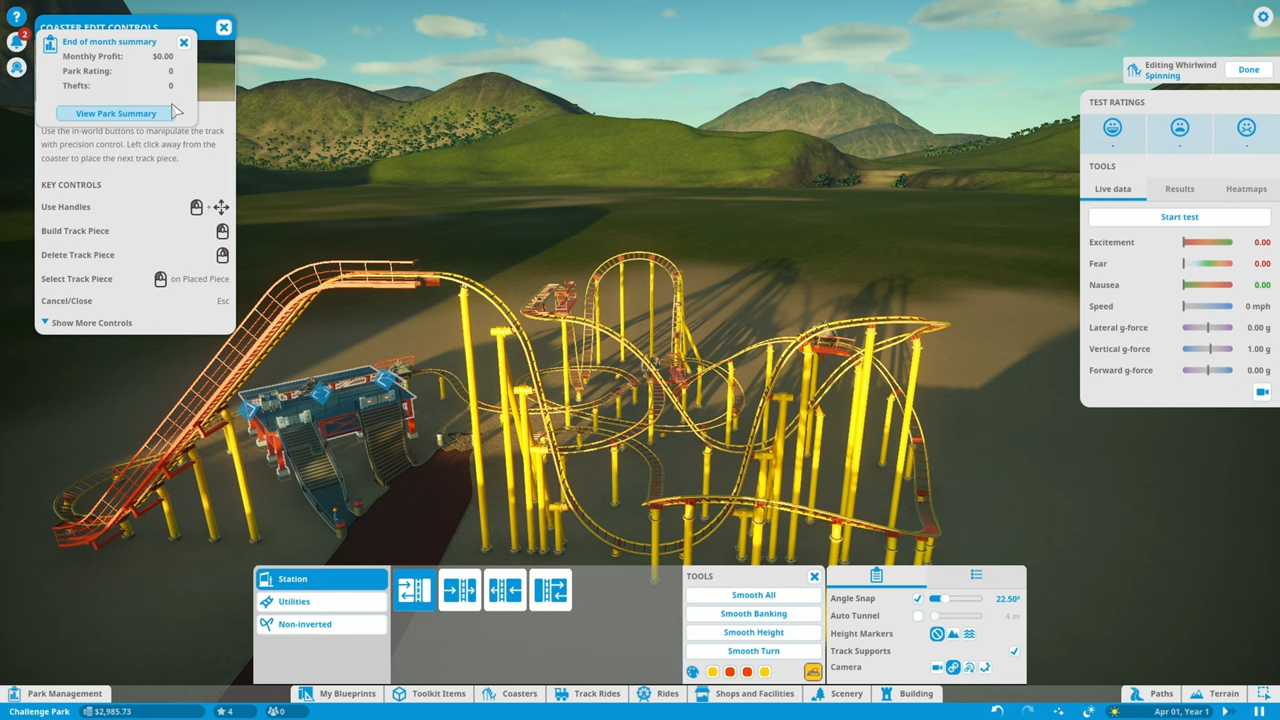 ?
2
COASTER EDIT CONTROLS
End of month summary
Monthly Profit: $0.00
Park Rating: 0
Thefts: 0
View Park Summary
Use the in-world buttons to manipulate the track
with precision control. Left click away from the
coaster to place the next track piece.
KEY CONTROLS
Use Handles +
Build Track Piece
Delete Track Piece
Select Track Piece on Placed Piece
Cancel/Close Esc
Show More Controls
Editing Whirlwind
Spinning
Done
TEST RATINGS
- - -
TOOLS
Live data Results Heatmaps
Start test
Excitement 0.00
Fear 0.00
Nausea 0.00
Speed 0 mph
Lateral g-force 0.00 g
Vertical g-force 1.00 g
Forward g-force 0.00 g
Station
Utilities
Non-inverted
TOOLS
Smooth All
Smooth Banking
Smooth Height
Smooth Turn
Angle Snap 22.50°
Auto Tunnel 4 m
Height Markers
Track Supports
Camera
Park Management
My Blueprints
Toolkit Items
Coasters
Track Rides
Rides
Shops and Facilities
Scenery
Building
Paths
Terrain
Challenge Park $2,985.73 4 0
Apr 01, Year 1